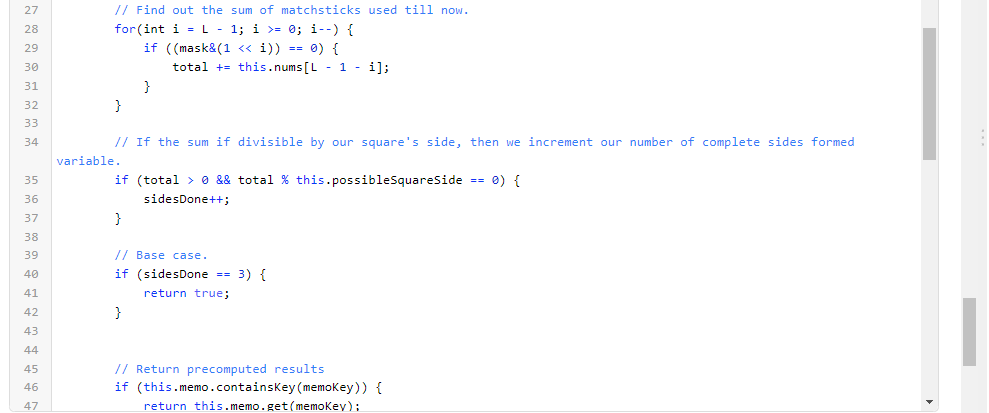 27 // Find out the sum of matchsticks used till now.
28 for(int i = L - 1; i >= 0; i--) {
29 if ((mask&(1 << i)) == 0) {
30 total += this.nums[L - 1 - i];
31 }
32 }
33
34 // If the sum if divisible by our square's side, then we increment our number of complete sides formed
variable.
35 if (total > 0 && total % this.possibleSquareSide == 0) {
36 sidesDone++;
37 }
38
39 // Base case.
40 if (sidesDone == 3) {
41 return true;
42 }
43
44
45 // Return precomputed results
46 if (this.memo.containsKey(memoKey)) {
47 return this.memo.get(memoKey);